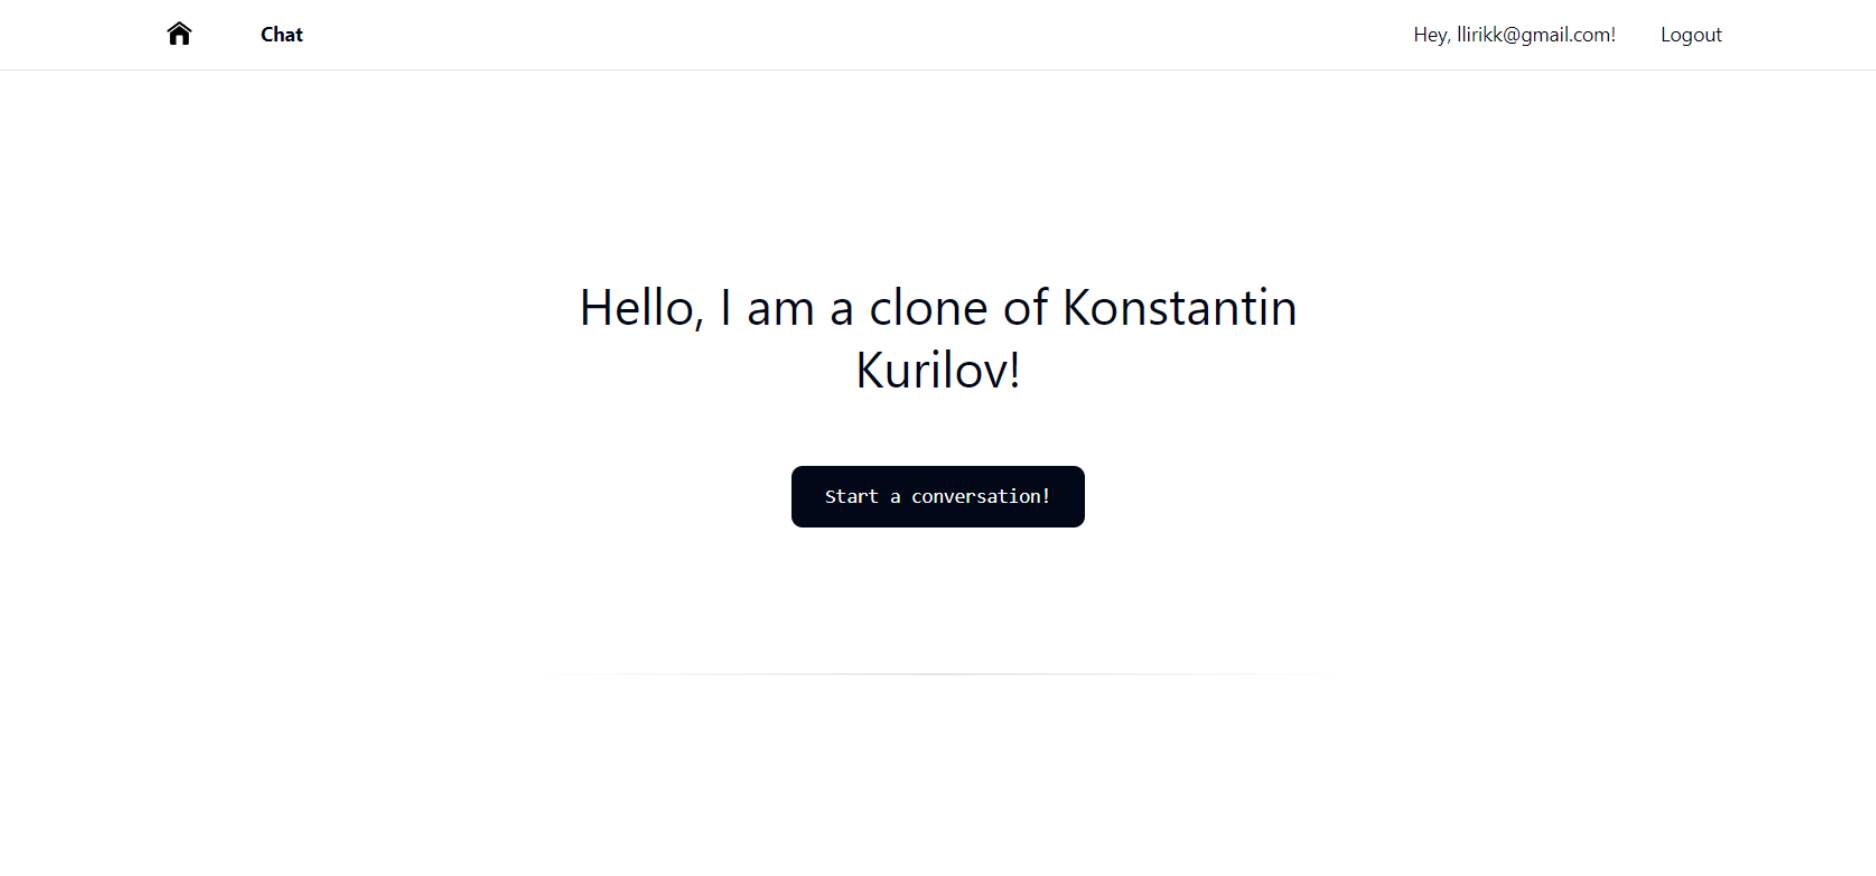 Chat
Hey, llirikk@gmail.com!
Logout
Hello, I am a clone of Konstantin
Kurilov!
Start a conversation!